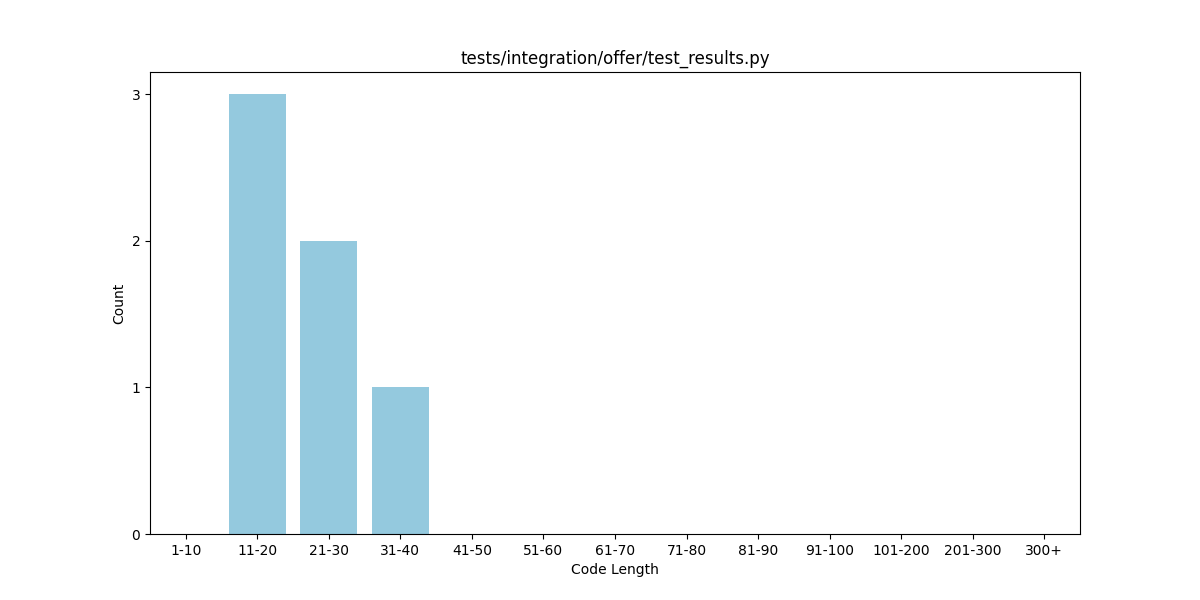 tests/integration/offer/test_results.py
3
2
1
0
Count
1-10 11-20 21-30 31-40 41-50 51-60 61-70 71-80 81-90 91-100 101-200 201-300 300+
Code Length